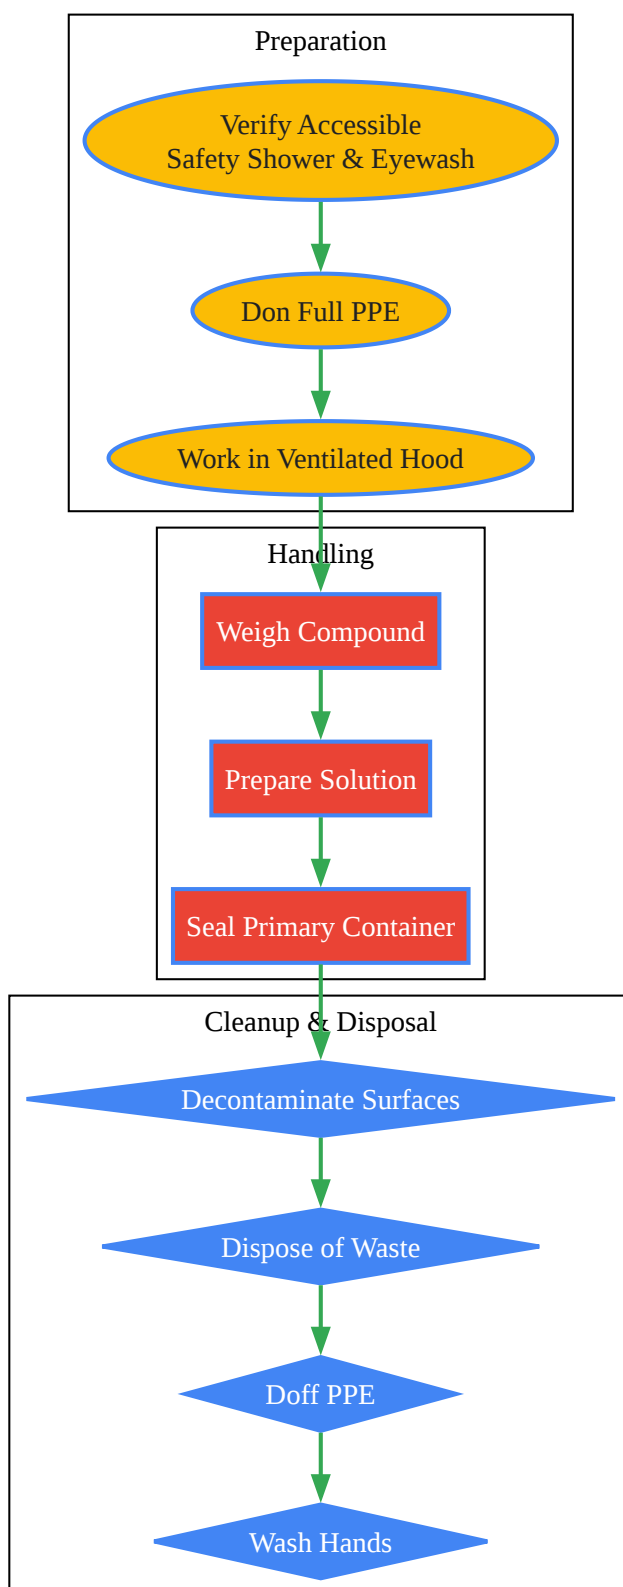 Preparation
Verify Accessible
Safety Shower & Eyewash
Don Full PPE
Work in Ventilated Hood
Handling
Weigh Compound
Prepare Solution
Seal Primary Container
Cleanup & Disposal
Decontaminate Surfaces
Dispose of Waste
Doff PPE
Wash Hands